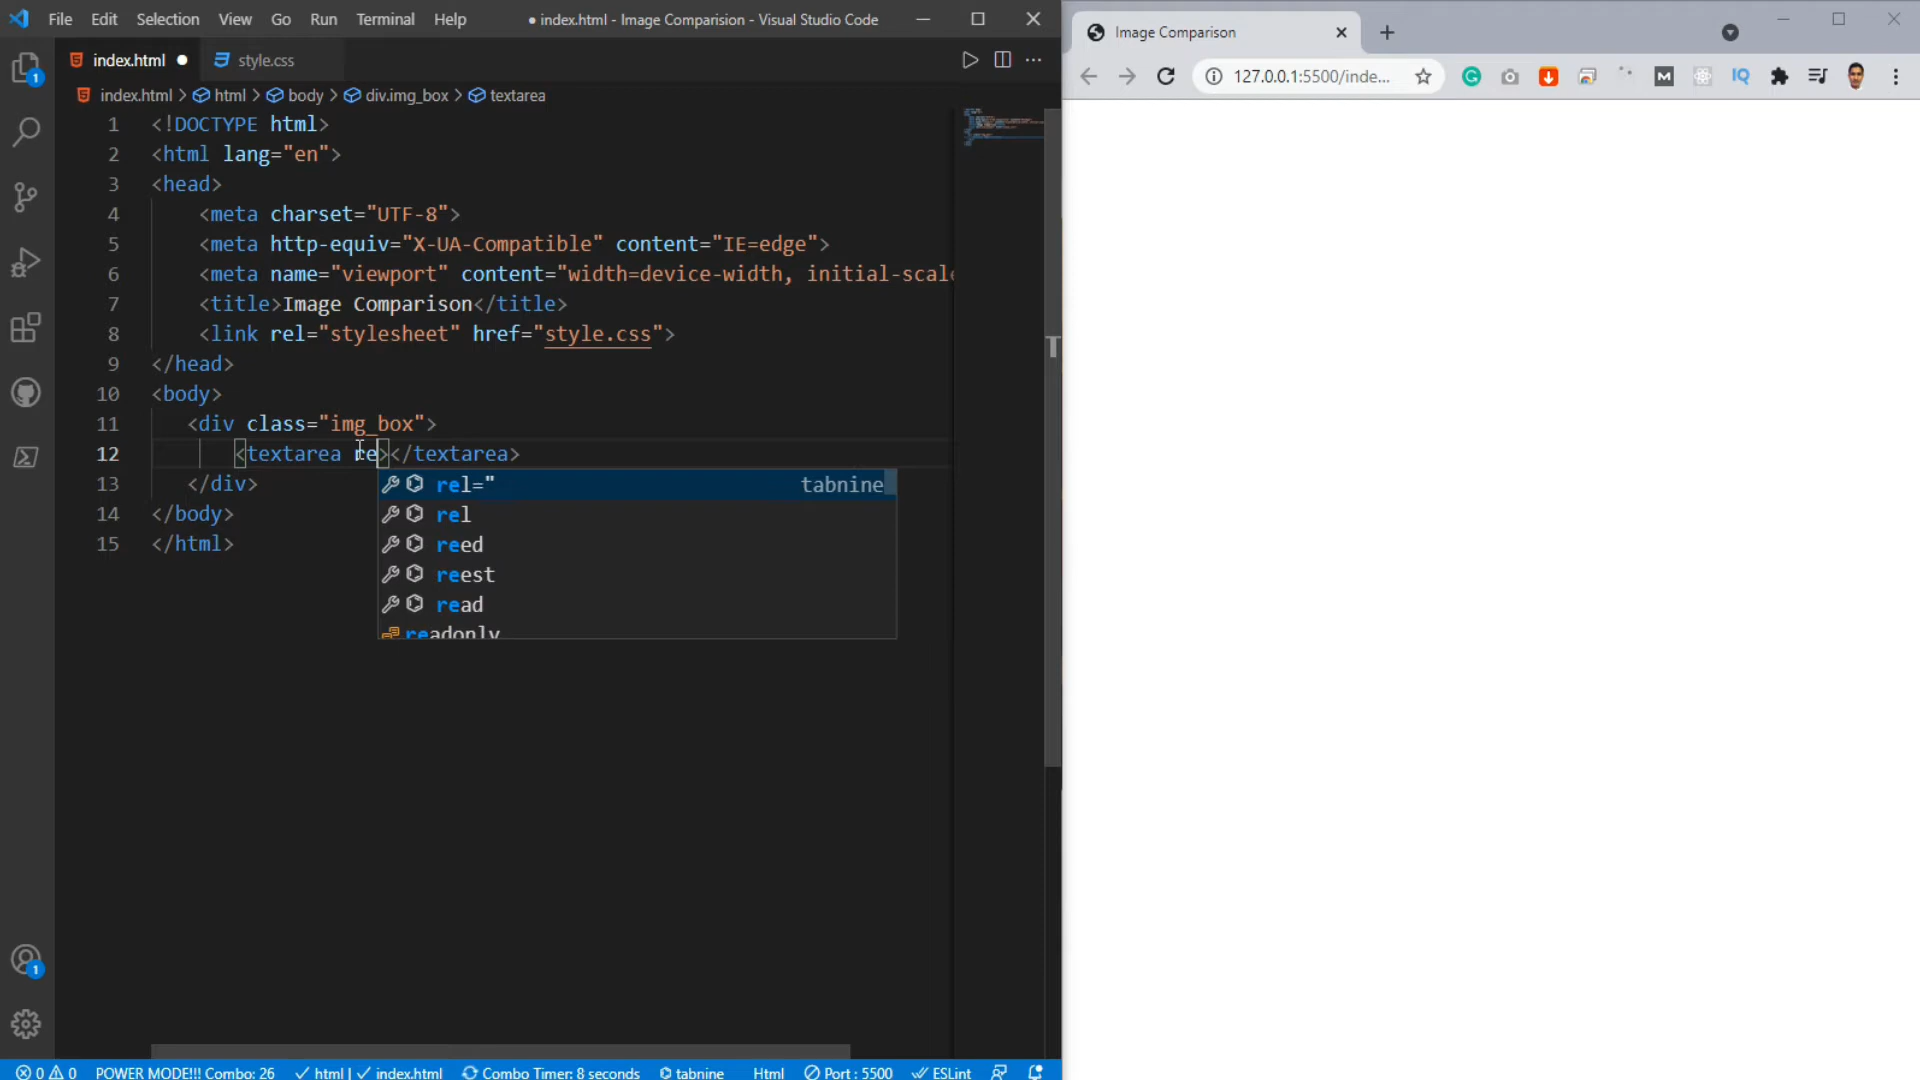 File Edit Selection View Go Run Terminal Help ● index.html - Image Comparision - Visual Studio Code
index.html ● style.css
index.html > html > body > div.img_box > textarea
1 <!DOCTYPE html>
2 <html lang="en">
3 <head>
4 <meta charset="UTF-8">
5 <meta http-equiv="X-UA-Compatible" content="IE=edge">
6 <meta name="viewport" content="width=device-width, initial-scale
7 <title>Image Comparison</title>
8 <link rel="stylesheet" href="style.css">
9 </head>
10 <body>
11 <div class="img_box">
12 <textarea re></textarea>
13 </div>
14 </body>
15 </html>
rel=" tabnine
rel
reed
reest
read
readonly
1
1
0 0 POWER MODE!!! Combo: 26 ✓ html | ✓ index.html Combo Timer: 8 seconds tabnine Html Port : 5500 ESLint
Image Comparison
127.0.0.1:5500/inde...
M IQ
T